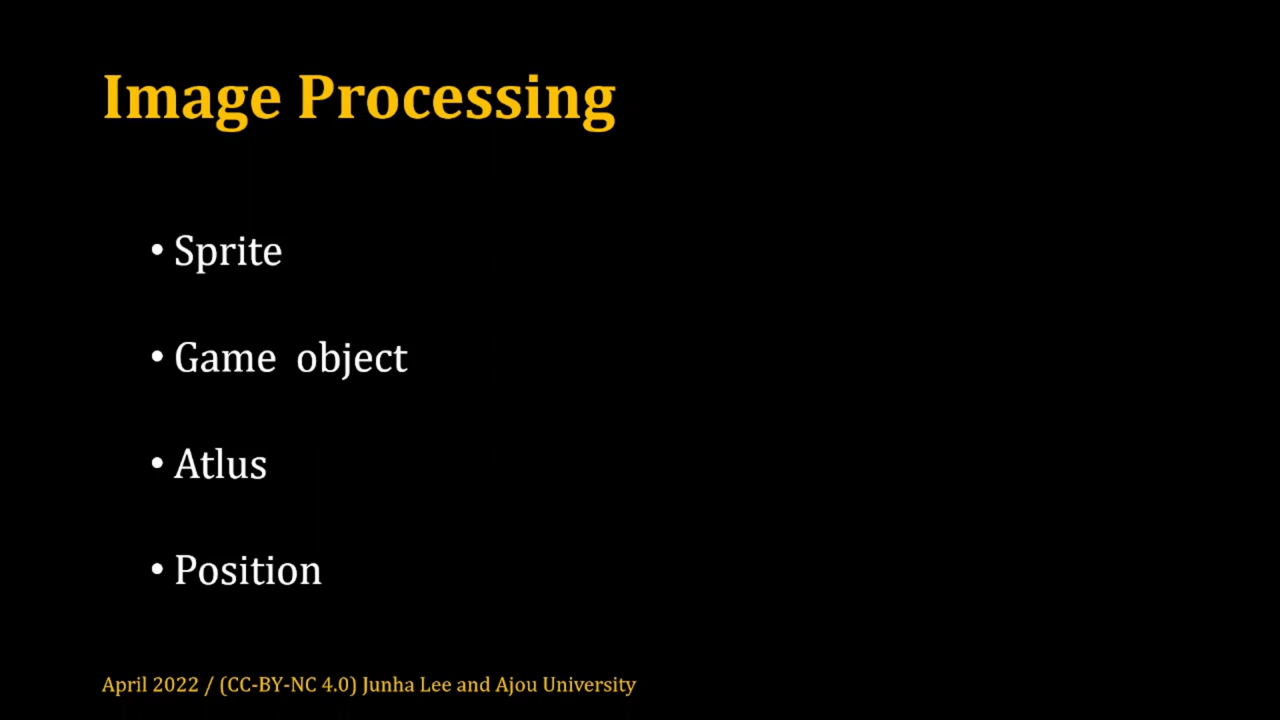 Image Processing
• Sprite
• Game object
• Atlus
• Position
April 2022 / (CC-BY-NC 4.0) Junha Lee and Ajou University